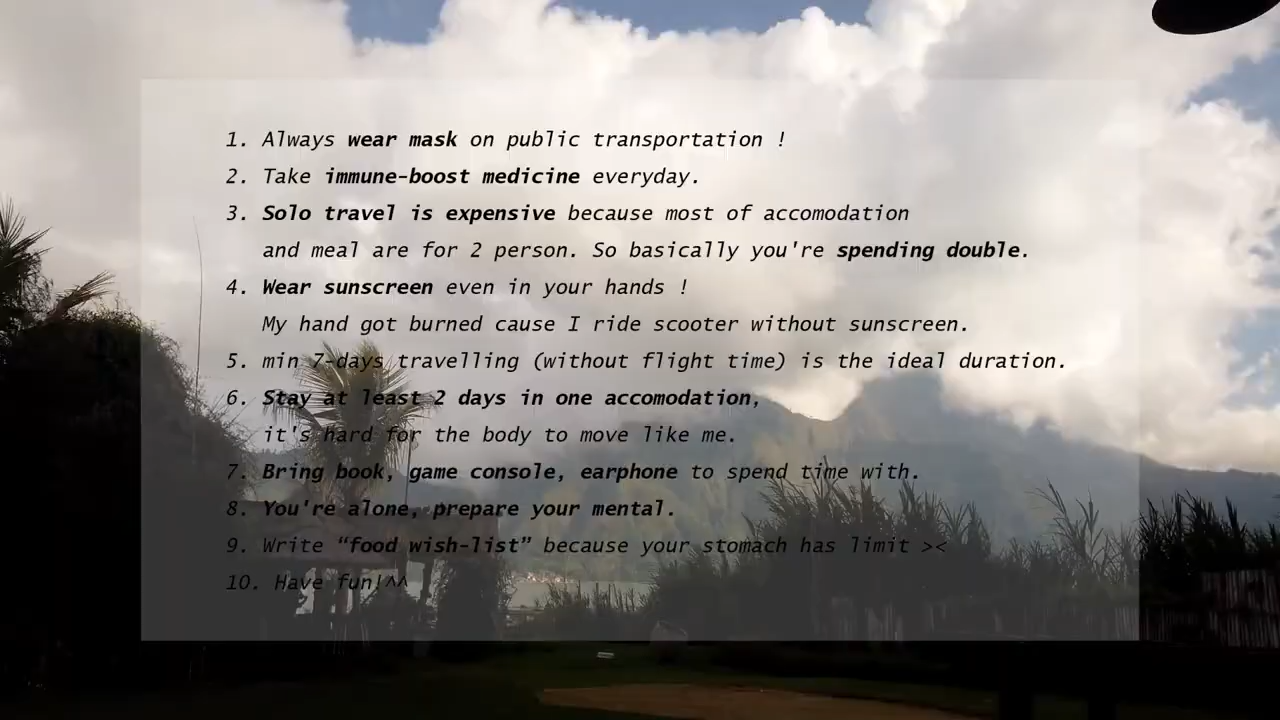 1. Always wear mask on public transportation !
2. Take immune-boost medicine everyday.
3. Solo travel is expensive because most of accomodation
and meal are for 2 person. So basically you're spending double.
4. Wear sunscreen even in your hands !
My hand got burned cause I ride scooter without sunscreen.
5. min 7-days travelling (without flight time) is the ideal duration.
6. Stay at least 2 days in one accomodation,
it's hard for the body to move like me.
7. Bring book, game console, earphone to spend time with.
8. You're alone, prepare your mental.
9. Write “food wish-list” because your stomach has limit ><
10. Have fun!^^